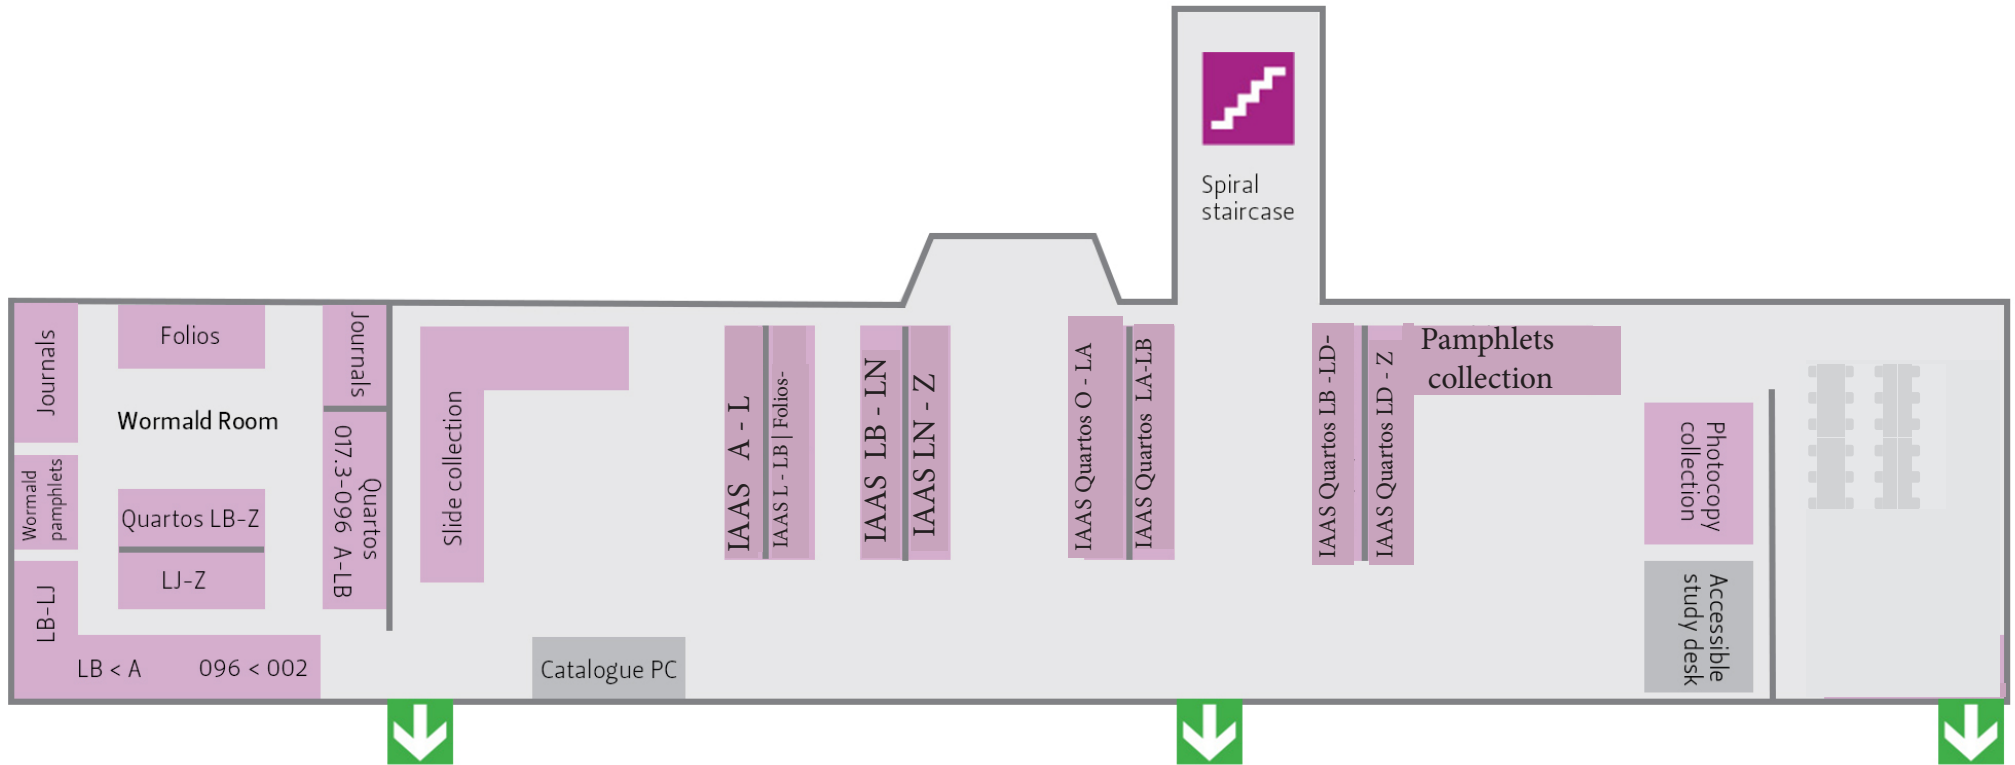 Spiral
staircase
Journals
Folios
Journals
Wormald Room
Wormald
pamphlets
Quartos LB-Z
LJ-Z
Quartos
017.3-096 A-LB
LB-LJ
LB < A
096 < 002
Slide collection
Catalogue PC
IAAS A - L
IAAS L - LB | Folios-
IAAS LB - LN
IAAS LN - Z
IAAS Quartos O - LA
IAAS Quartos LA-LB
IAAS Quartos LB -LD-
IAAS Quartos LD - Z
Pamphlets
collection
Photocopy
collection
Accessible
study desk